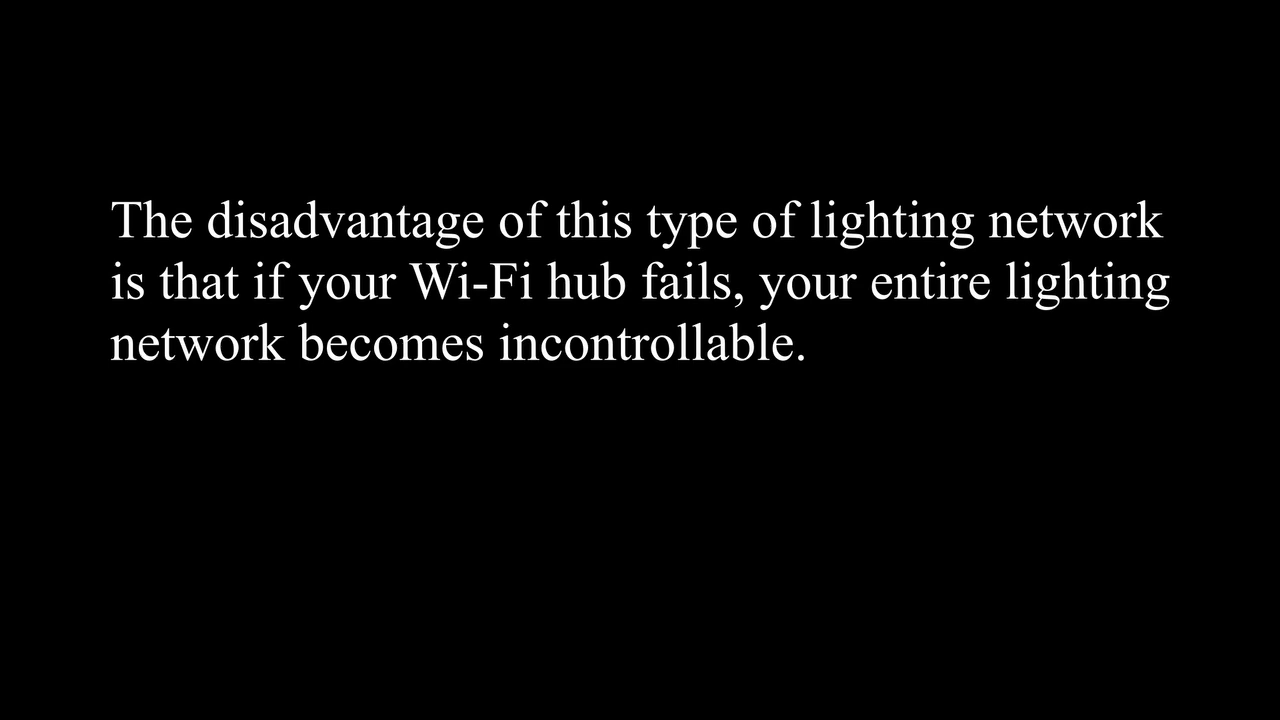 The disadvantage of this type of lighting network
is that if your Wi-Fi hub fails, your entire lighting
network becomes incontrollable.